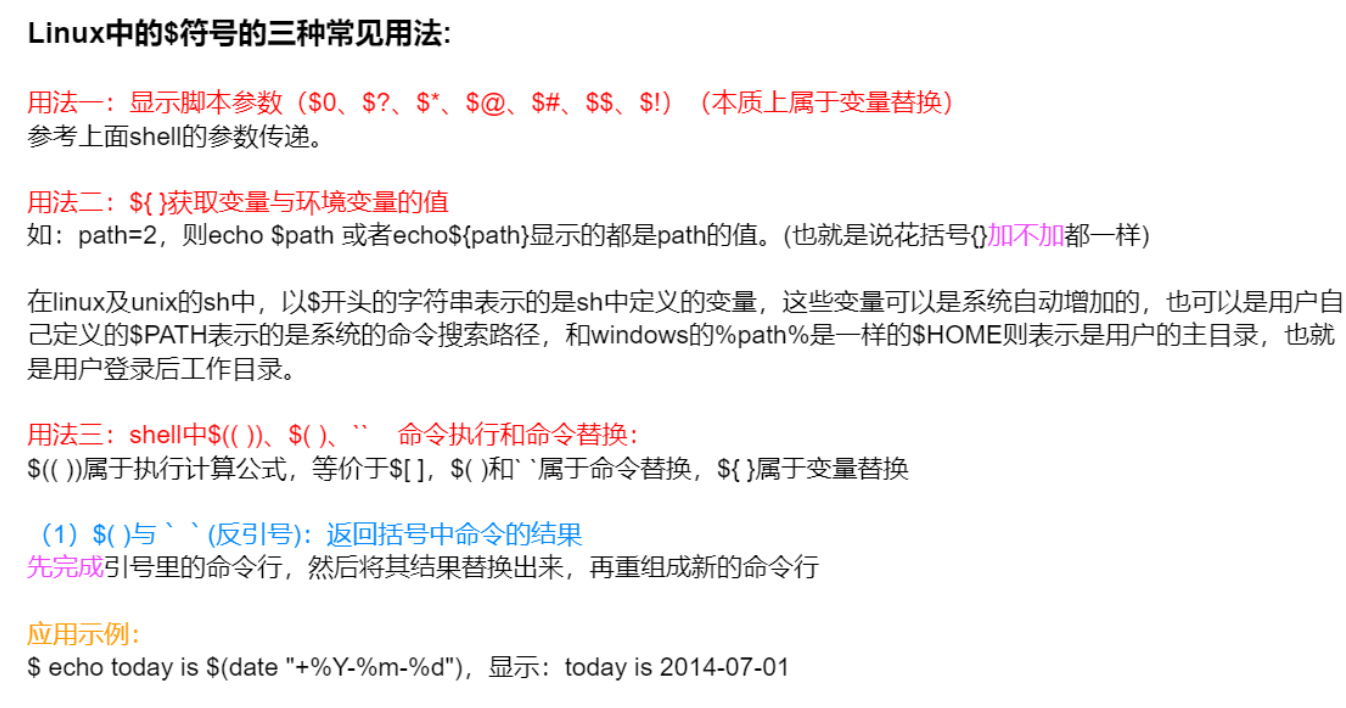 Linux中的$符号的三种常见用法:
用法一：显示脚本参数（$0、$?、$*、$@、$#、$$、$!）（本质上属于变量替换）
参考上面shell的参数传递。
用法二：${ }获取变量与环境变量的值
如：path=2，则echo $path 或者echo${path}显示的都是path的值。(也就是说花括号{}加不加都一样)
在linux及unix的sh中，以$开头的字符串表示的是sh中定义的变量，这些变量可以是系统自动增加的，也可以是用户自
己定义的$PATH表示的是系统的命令搜索路径，和windows的%path%是一样的$HOME则表示是用户的主目录，也就
是用户登录后工作目录。
用法三：shell中$(( ))、$( )、``    命令执行和命令替换：
$(( ))属于执行计算公式，等价于$[ ]，$( )和` `属于命令替换，${ }属于变量替换
（1）$( )与 `  ` (反引号)：返回括号中命令的结果
先完成引号里的命令行，然后将其结果替换出来，再重组成新的命令行
应用示例：
$ echo today is $(date "+%Y-%m-%d")，显示：today is 2014-07-01